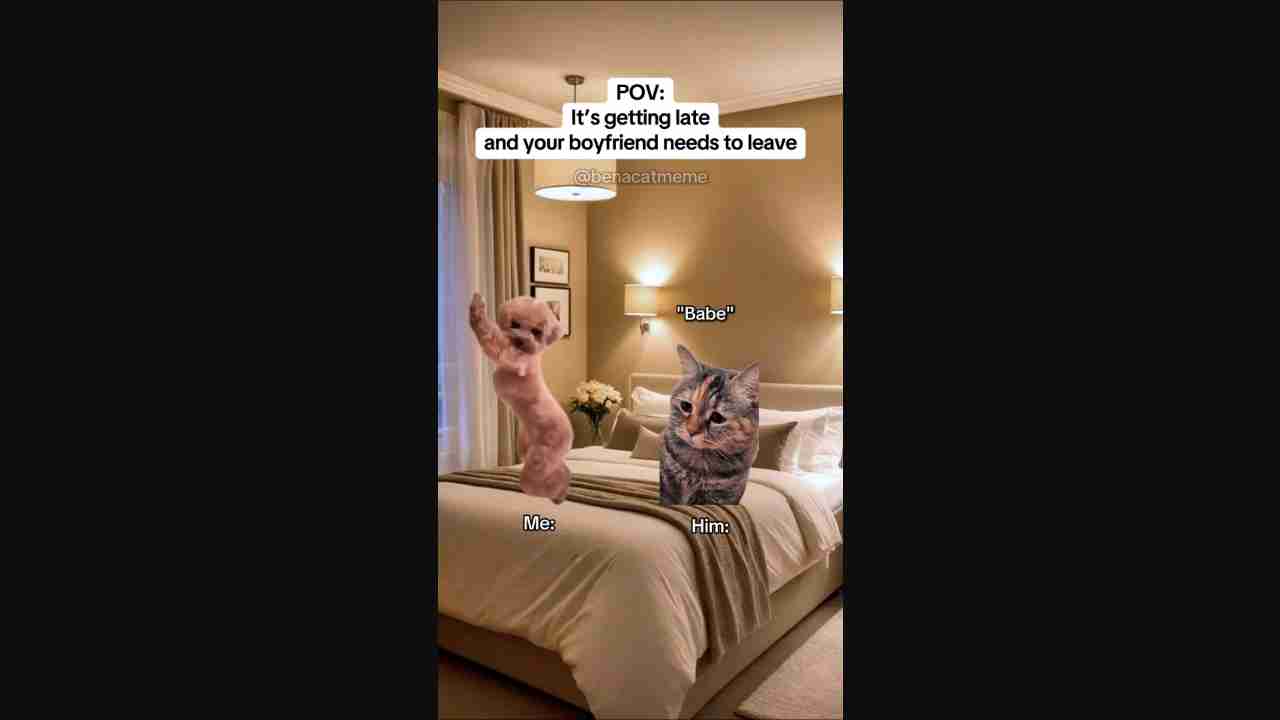 POV:
It’s getting late
and your boyfriend needs to leave
@benacatmeme
"Babe"
Me:
Him: